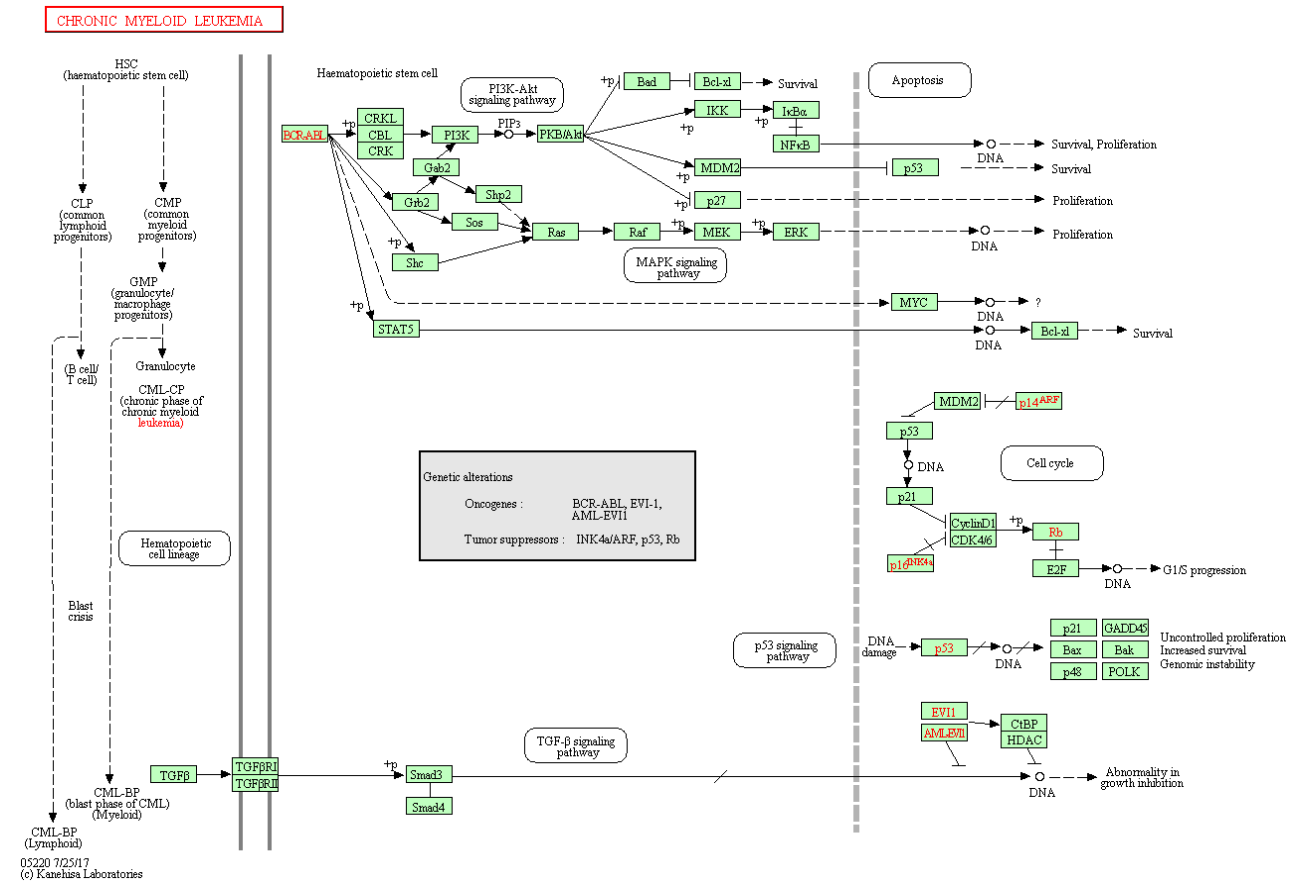 CHRONIC MYELOID LEUKEMIA
HSC
(haematopoietic stem cell)
CLP
(common
lymphoid
progenitors)
CMP
(common
myeloid
progenitors)
GMP
(granulocyte/
macrophage
progenitors)
(B cell/
T cell)
Granulocyte
CML-CP
(chronic phase of
chronic myeloid
leukemia)
Hematopoietic
cell lineage
Blast
crisis
CML-BP
(blast phase of CML)
(Myeloid)
CML-BP
(Lymphoid)
05220 7/25/17
(c) Kanehisa Laboratories
Haematopoietic stem cell
PI3K-Akt
signaling pathway
Apoptosis
+p
Bad
Bcl-xl
Survival
BCR-ABL
+p
CRKL
CBL
CRK
PI3K
PIP3
PKB/Akt
+p
IKK
+p
IκBα
NFκB
DNA
Survival, Proliferation
Gab2
+p
MDM2
p53
Survival
Grb2
Shp2
+p
p27
Proliferation
Sos
Ras
Raf
+p
MEK
+p
ERK
DNA
Proliferation
+p
Shc
MAPK signaling
pathway
MYC
DNA
?
+p
STAT5
DNA
Bcl-xl
Survival
MDM2
p14ARF
p53
DNA
Cell cycle
p21
CyclinD1
CDK4/6
+p
Rb
p16INK4a
E2F
DNA
G1/S progression
Genetic alterations
Oncogenes : BCR-ABL, EVI-1,
AML-EVI1
Tumor suppressors : INK4a/ARF, p53, Rb
p53 signaling
pathway
DNA
damage
p53
DNA
p21
GADD45
Bax
Bak
p48
POLK
Uncontrolled proliferation
Increased survival
Genomic instability
EVI1
AML-EVI1
CtBP
HDAC
TGF-β signaling
pathway
TGFβ
TGFβRI
TGFβRII
+p
Smad3
Smad4
DNA
Abnormality in
growth inhibition